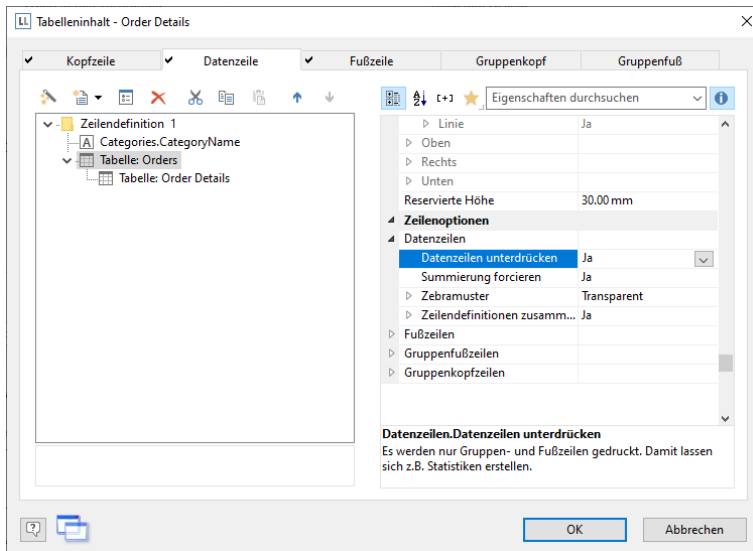 LL Tabelleninhalt - Order Details
Kopfzeile Datenzeile Fußzeile Gruppenkopf Gruppenfuß
Eigenschaften durchsuchen
Zeilendefinition 1
A Categories.CategoryName
Tabelle: Orders
Tabelle: Order Details
Linie Ja
Oben
Rechts
Unten
Reservierte Höhe 30.00 mm
Zeilenoptionen
Datenzeilen
Datenzeilen unterdrücken Ja
Summierung forcieren Ja
Zebramuster Transparent
Zeilendefinitionen zusamm... Ja
Fußzeilen
Gruppenfußzeilen
Gruppenkopfzeilen
Datenzeilen.Datenzeilen unterdrücken
Es werden nur Gruppen- und Fußzeilen gedruckt. Damit lassen
sich z.B. Statistiken erstellen.
OK Abbrechen